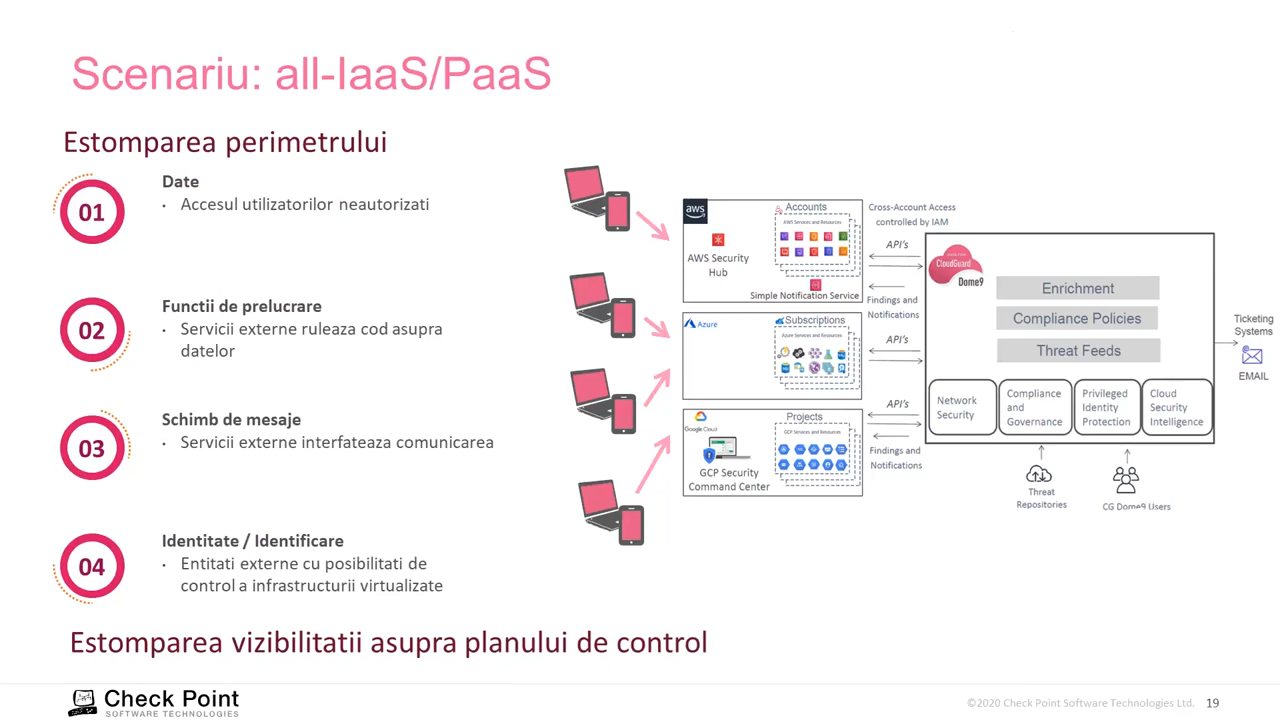 Scenariu: all-IaaS/PaaS
Estomparea perimetrului
01
Date
· Accesul utilizatorilor neautorizati
02
Functii de prelucrare
· Servicii externe ruleaza cod asupra
datelor
03
Schimb de mesaje
· Servicii externe interfateaza comunicarea
04
Identitate / Identificare
· Entitati externe cu posibilitati de
control a infrastructurii virtualizate
Estomparea vizibilitatii asupra planului de control
aws
AWS Security
Hub
Accounts
AWS Services and Resources
Simple Notification Service
Azure
Subscriptions
Azure Services and Resources
Google Cloud
GCP Security
Command Center
Projects
GCP Services and Resources
Cross-Account Access
controlled by IAM
API's
Findings and
Notifications
API's
API's
Findings and
Notifications
CloudGuard
Dome9
Enrichment
Compliance Policies
Threat Feeds
Network
Security
Compliance
and
Governance
Privileged
Identity
Protection
Cloud
Security
Intelligence
Threat
Repositories
CG Dome9 Users
Ticketing
Systems
EMAIL
Check Point
SOFTWARE TECHNOLOGIES
©2020 Check Point Software Technologies Ltd.
19